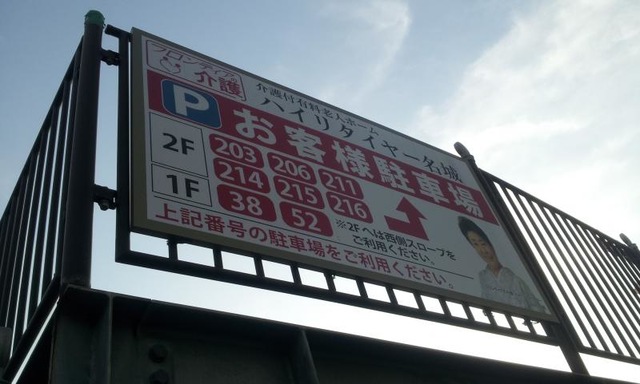 フロンティアの
介護
介護付有料老人ホーム
ハイリタイヤー名城
P お客様駐車場
2F 203 206 211
214 215 216
1F 38 52
※2Fへは西側スロープを
ご利用ください。
上記番号の駐車場をご利用ください。